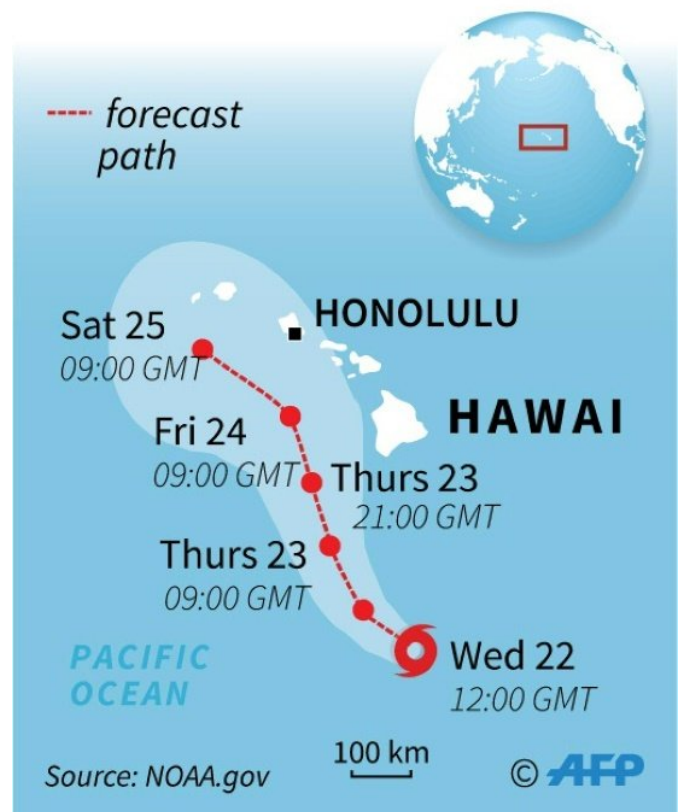 forecast
path
HONOLULU
Sat 25
09:00 GMT
HAWAI
Fri 24
09:00 GMT
Thurs 23
21:00 GMT
Thurs 23
09:00 GMT
PACIFIC
OCEAN
Wed 22
12:00 GMT
100 km
Source: NOAA.gov
© AFP